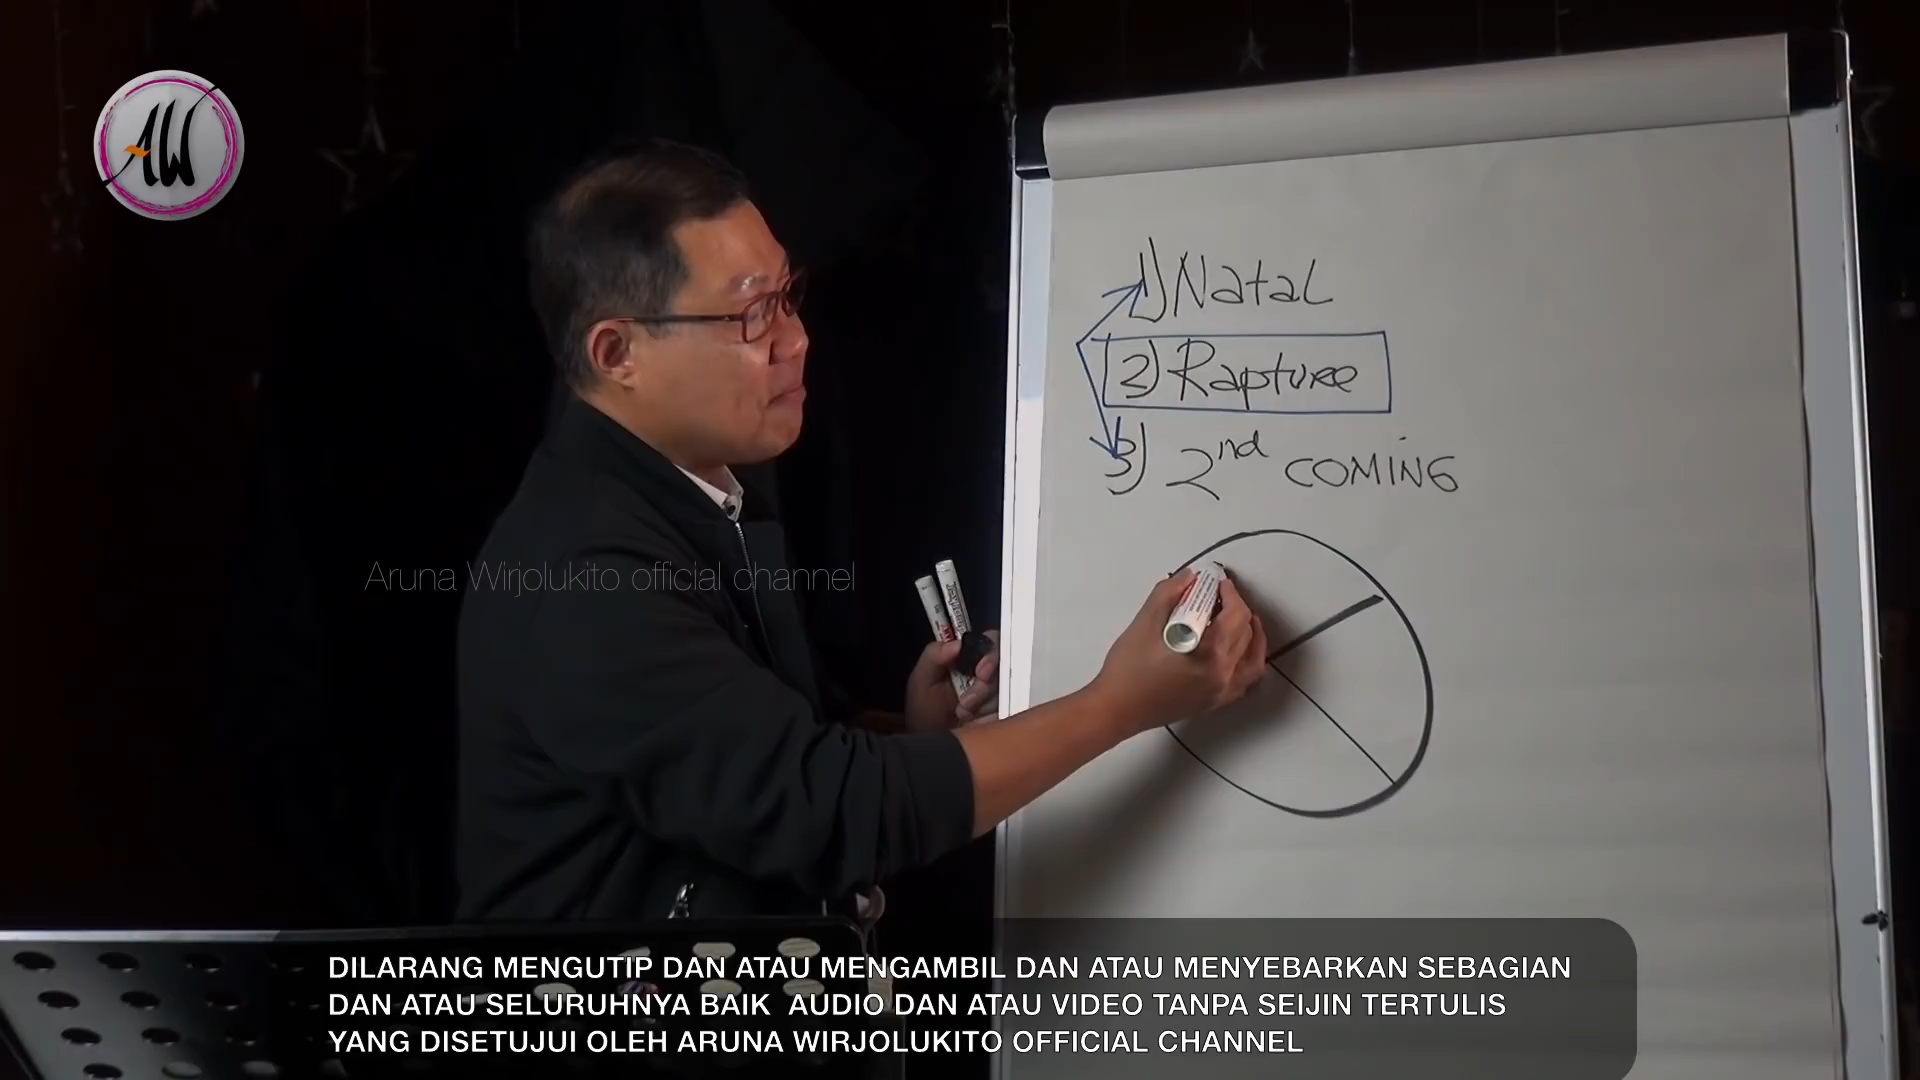 AW
1) Natal
2) Rapture
3) 2nd COMING
Aruna Wirjolukito official channel
DILARANG MENGUTIP DAN ATAU MENGAMBIL DAN ATAU MENYEBARKAN SEBAGIAN
DAN ATAU SELURUHNYA BAIK AUDIO DAN ATAU VIDEO TANPA SEIJIN TERTULIS
YANG DISETUJUI OLEH ARUNA WIRJOLUKITO OFFICIAL CHANNEL